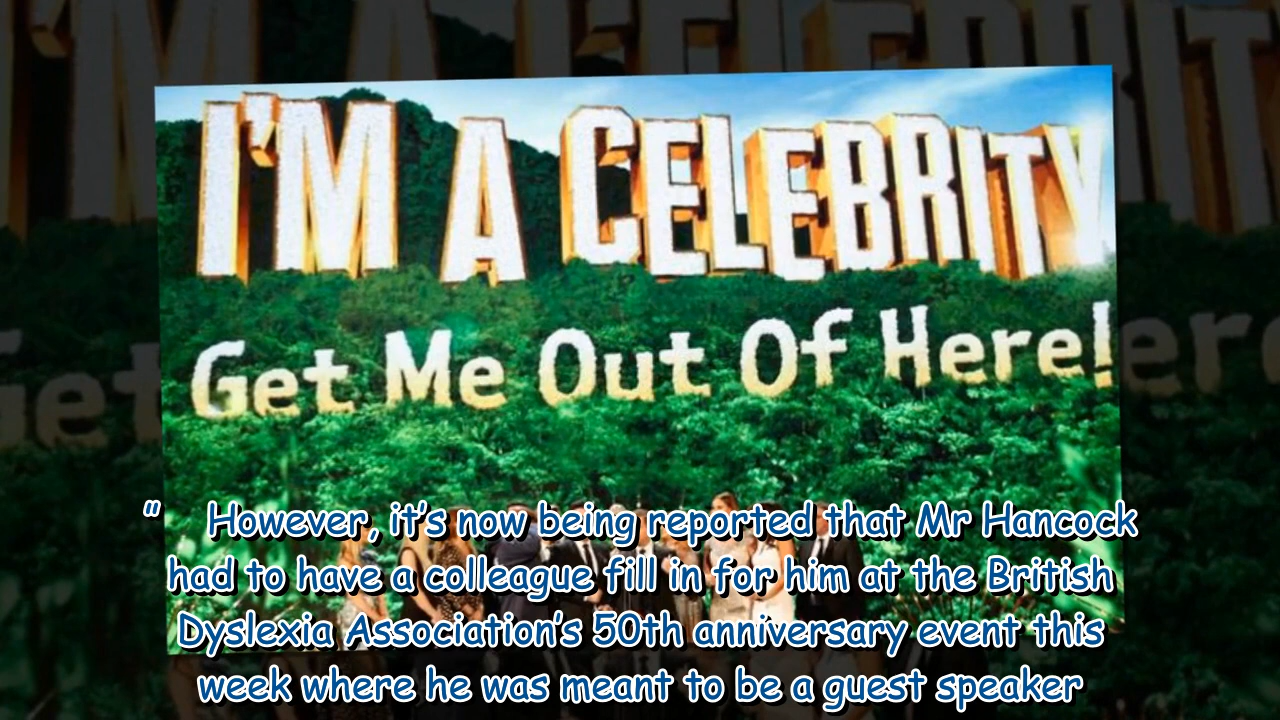 I'M A CELEBRITY
Get Me Out Of Here!
” However, it’s now being reported that Mr Hancock
had to have a colleague fill in for him at the British
Dyslexia Association’s 50th anniversary event this
week where he was meant to be a guest speaker